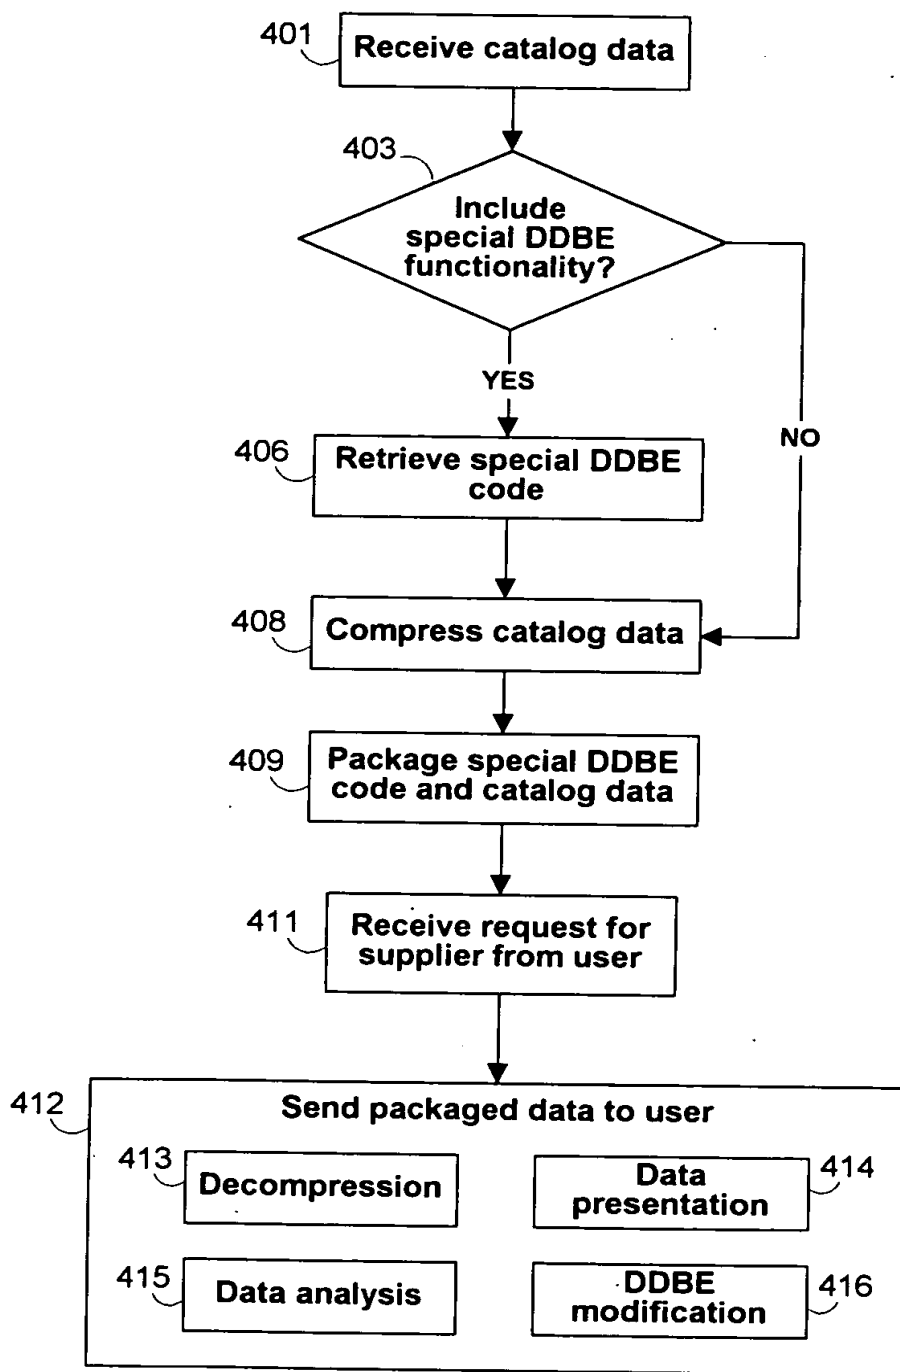 401
Receive catalog data
403
Include
special DDBE
functionality?
YES
NO
406
Retrieve special DDBE
code
408
Compress catalog data
409
Package special DDBE
code and catalog data
411
Receive request for
supplier from user
412
Send packaged data to user
413
Decompression
Data
presentation
414
415
Data analysis
DDBE
modification
416